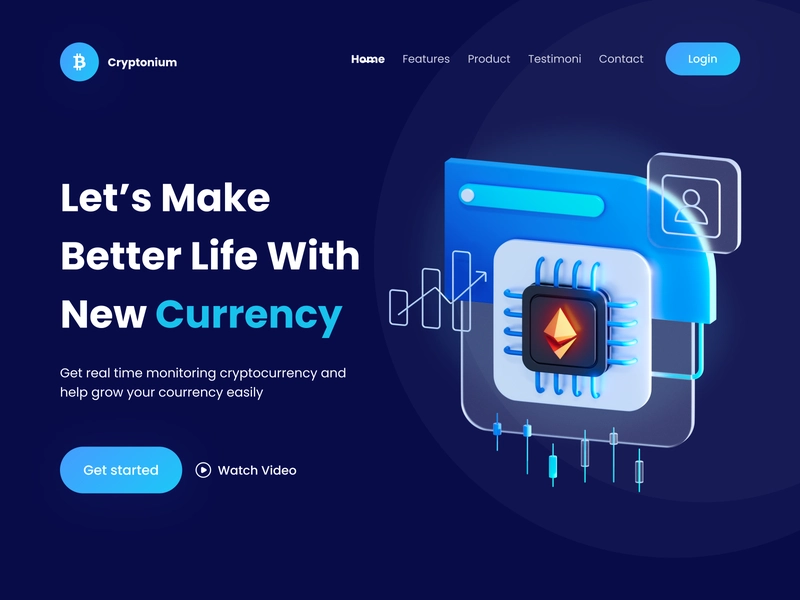 Cryptonium
Home Features Product Testimoni Contact Login
Let’s Make
Better Life With
New Currency
Get real time monitoring cryptocurrency and
help grow your courrency easily
Get started Watch Video